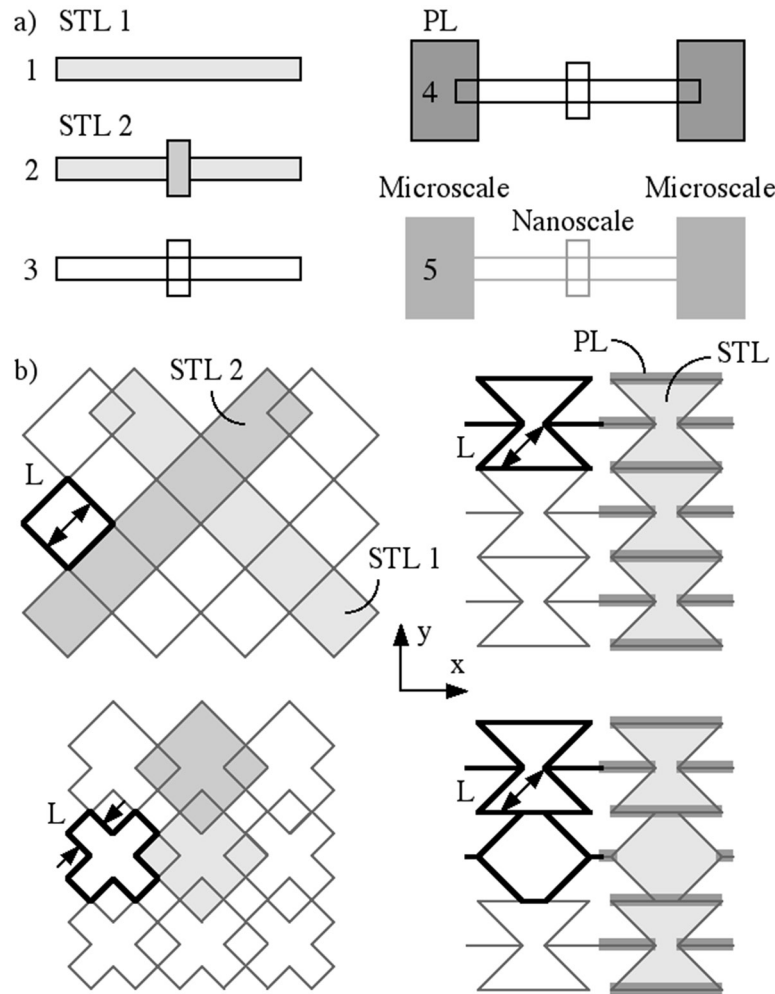 a)
STL 1
1
STL 2
2
3
PL
4
Microscale
Microscale
Nanoscale
5
b)
STL 2
L
STL 1
PL
STL
L
y
x
L
L